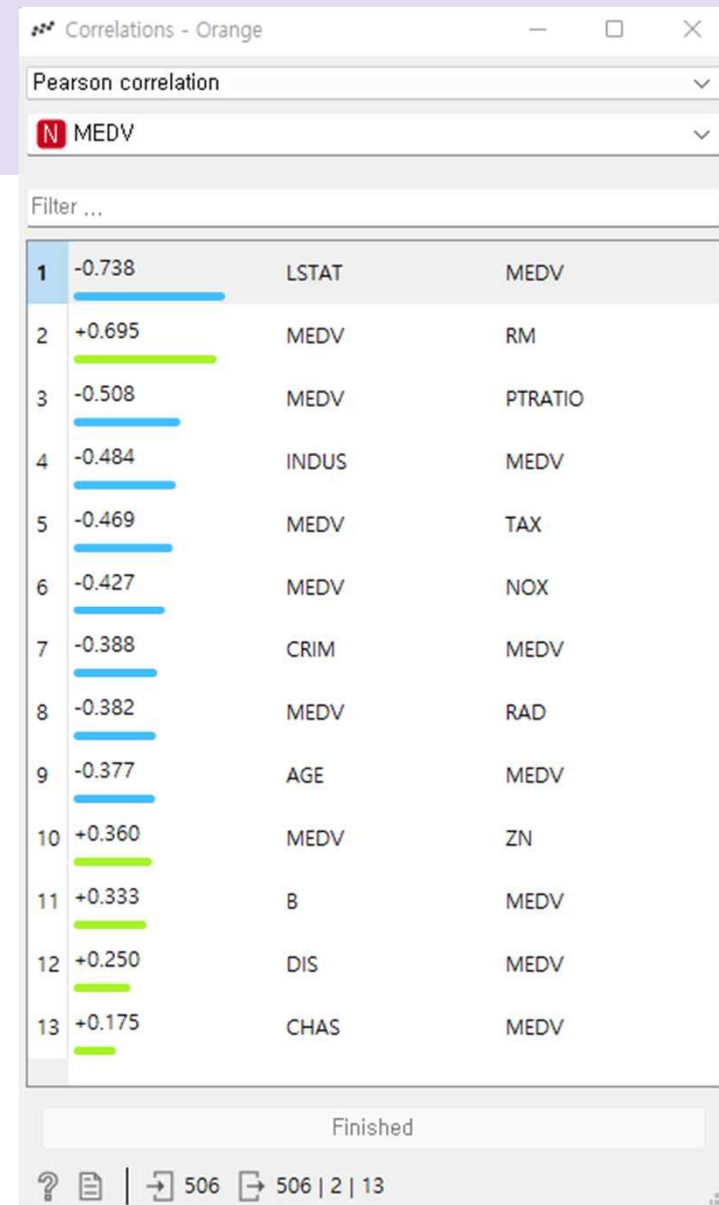 Correlations - Orange
Pearson correlation
N MEDV
Filter ...
1 -0.738 LSTAT MEDV
2 +0.695 MEDV RM
3 -0.508 MEDV PTRATIO
4 -0.484 INDUS MEDV
5 -0.469 MEDV TAX
6 -0.427 MEDV NOX
7 -0.388 CRIM MEDV
8 -0.382 MEDV RAD
9 -0.377 AGE MEDV
10 +0.360 MEDV ZN
11 +0.333 B MEDV
12 +0.250 DIS MEDV
13 +0.175 CHAS MEDV
Finished
? 506 506 | 2 | 13